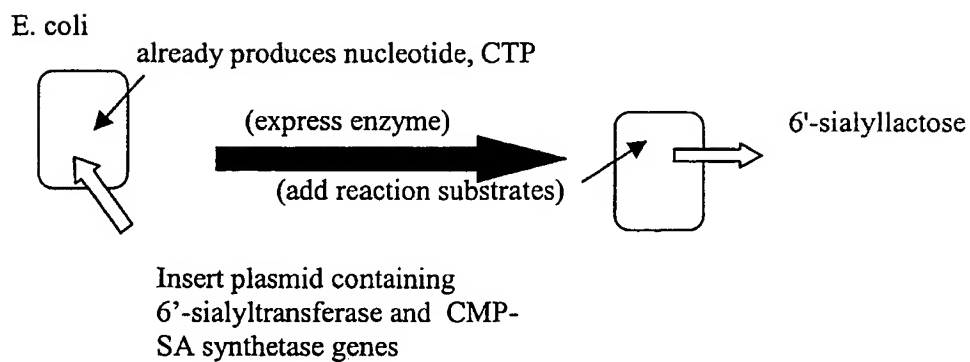 E. coli
already produces nucleotide, CTP
(express enzyme)
6'-sialyllactose
(add reaction substrates)
Insert plasmid containing
6’-sialyltransferase and CMP-
SA synthetase genes